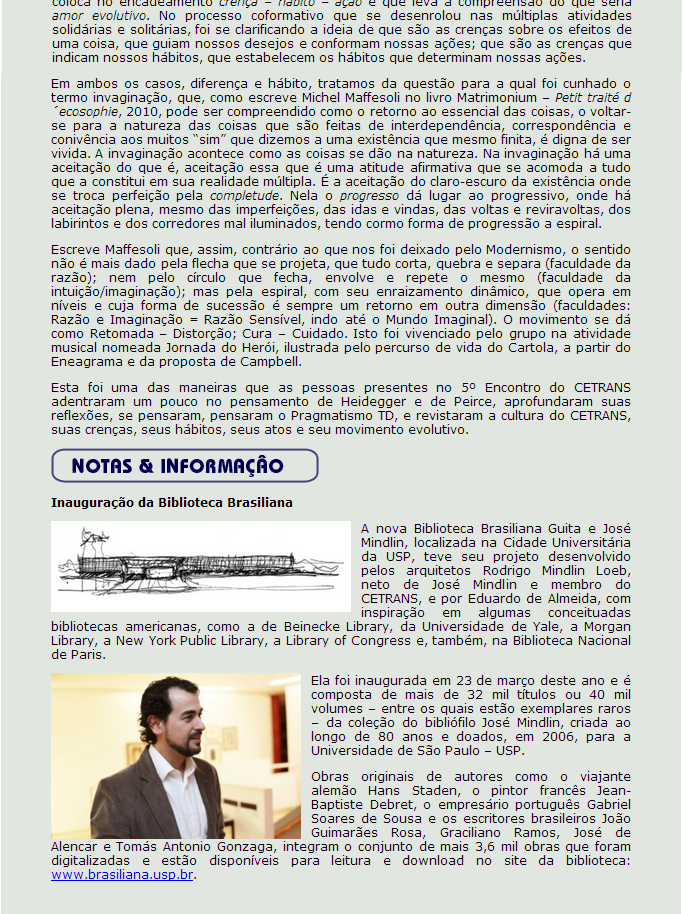 coloca no encadeamento crença – hábito – ação e que leva à compreensão do que seria
amor evolutivo. No processo coformativo que se desenrolou nas múltiplas atividades
solidárias e solitárias, foi se clarificando a ideia de que são as crenças sobre os efeitos de
uma coisa, que guiam nossos desejos e conformam nossas ações; que são as crenças que
indicam nossos hábitos, que estabelecem os hábitos que determinam nossas ações.
Em ambos os casos, diferença e hábito, tratamos da questão para a qual foi cunhado o
termo invaginação, que, como escreve Michel Maffesoli no livro Matrimonium – Petit traité d
´ecosophie, 2010, pode ser compreendido como o retorno ao essencial das coisas, o voltar-
se para a natureza das coisas que são feitas de interdependência, correspondência e
conivência aos muitos “sim” que dizemos a uma existência que mesmo finita, é digna de ser
vivida. A invaginação acontece como as coisas se dão na natureza. Na invaginação há uma
aceitação do que é, aceitação essa que é uma atitude afirmativa que se acomoda a tudo
que a constitui em sua realidade múltipla. É a aceitação do claro-escuro da existência onde
se troca perfeição pela completude. Nela o progresso dá lugar ao progressivo, onde há
aceitação plena, mesmo das imperfeições, das idas e vindas, das voltas e reviravoltas, dos
labirintos e dos corredores mal iluminados, tendo cormo forma de progressão a espiral.
Escreve Maffesoli que, assim, contrário ao que nos foi deixado pelo Modernismo, o sentido
não é mais dado pela flecha que se projeta, que tudo corta, quebra e separa (faculdade da
razão); nem pelo círculo que fecha, envolve e repete o mesmo (faculdade da
intuição/imaginação); mas pela espiral, com seu enraizamento dinâmico, que opera em
níveis e cuja forma de sucessão é sempre um retorno em outra dimensão (faculdades:
Razão e Imaginação = Razão Sensível, indo até o Mundo Imaginal). O movimento se dá
como Retomada – Distorção; Cura – Cuidado. Isto foi vivenciado pelo grupo na atividade
musical nomeada Jornada do Herói, ilustrada pelo percurso de vida do Cartola, a partir do
Eneagrama e da proposta de Campbell.
Esta foi uma das maneiras que as pessoas presentes no 5º Encontro do CETRANS
adentraram um pouco no pensamento de Heidegger e de Peirce, aprofundaram suas
reflexões, se pensaram, pensaram o Pragmatismo TD, e revistaram a cultura do CETRANS,
suas crenças, seus hábitos, seus atos e seu movimento evolutivo.
NOTAS & INFORMAÇÂO
Inauguração da Biblioteca Brasiliana
A nova Biblioteca Brasiliana Guita e José
Mindlin, localizada na Cidade Universitária
da USP, teve seu projeto desenvolvido
pelos arquitetos Rodrigo Mindlin Loeb,
neto de José Mindlin e membro do
CETRANS, e por Eduardo de Almeida, com
inspiração em algumas conceituadas
bibliotecas americanas, como a de Beinecke Library, da Universidade de Yale, a Morgan
Library, a New York Public Library, a Library of Congress e, também, na Biblioteca Nacional
de Paris.
Ela foi inaugurada em 23 de março deste ano e é
composta de mais de 32 mil títulos ou 40 mil
volumes – entre os quais estão exemplares raros
– da coleção do bibliófilo José Mindlin, criada ao
longo de 80 anos e doados, em 2006, para a
Universidade de São Paulo – USP.
Obras originais de autores como o viajante
alemão Hans Staden, o pintor francês Jean-
Baptiste Debret, o empresário português Gabriel
Soares de Sousa e os escritores brasileiros João
Guimarães Rosa, Graciliano Ramos, José de
Alencar e Tomás Antonio Gonzaga, integram o conjunto de mais 3,6 mil obras que foram
digitalizadas e estão disponíveis para leitura e download no site da biblioteca:
www.brasiliana.usp.br.